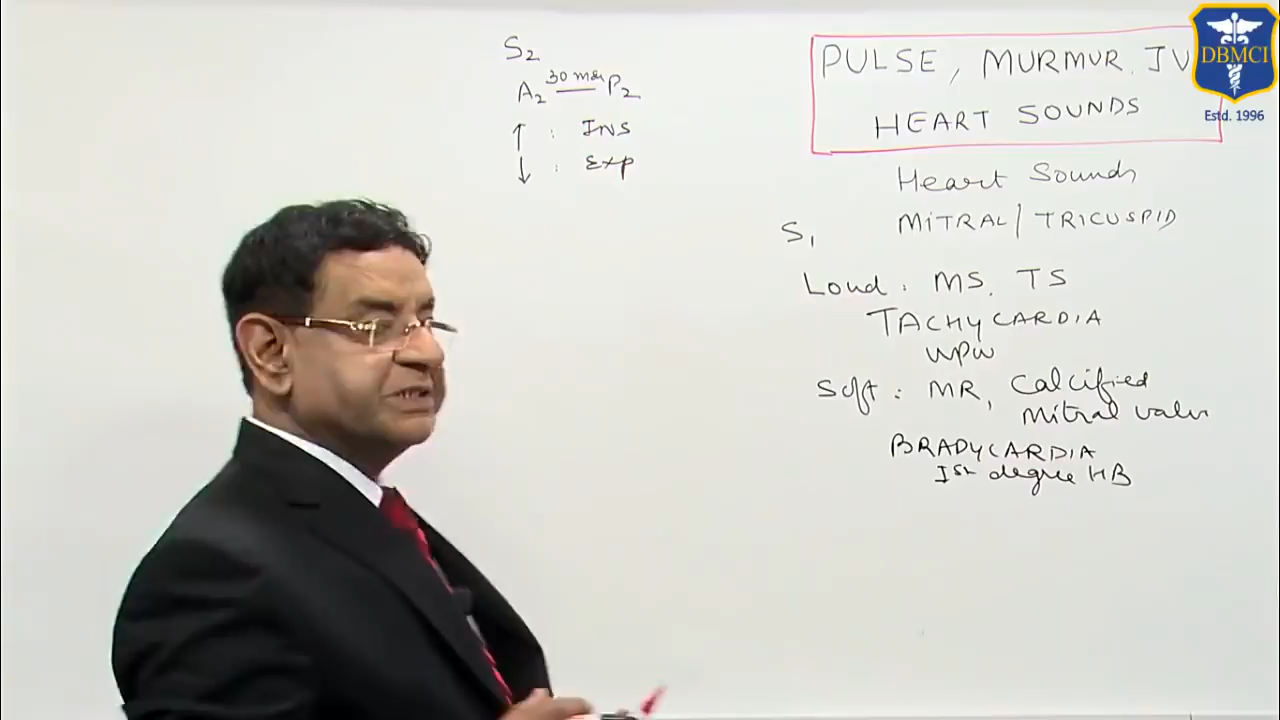 S2
A2 30 msec P2
↑ : INS
↓ : Exp
PULSE, MURMUR. JV
HEART SOUNDS
Heart Sounds
MITRAL/TRICUSPID
S1
Loud : MS. TS
TACHYCARDIA
WPW
Soft : MR, Calcified
Mitral valve
BRADYCARDIA
Ist degree HB
DBMCI
Estd. 1996